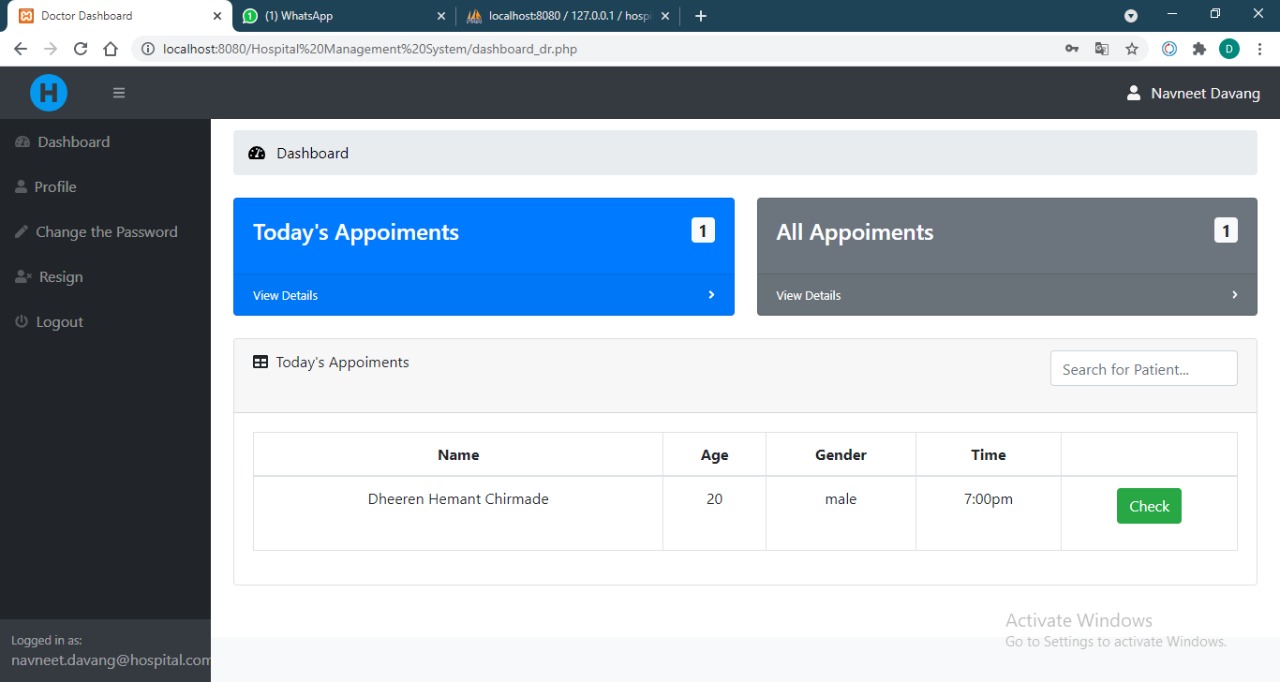 Doctor Dashboard
(1) WhatsApp
localhost:8080 / 127.0.0.1 / hospi
localhost:8080/Hospital%20Management%20System/dashboard_dr.php
D
H
Navneet Davang
Dashboard
Profile
Change the Password
Resign
Logout
Logged in as:
navneet.davang@hospital.com
Dashboard
Today's Appoiments 1
View Details
All Appoiments 1
View Details
Today's Appoiments
Search for Patient...
Name Age Gender Time
Dheeren Hemant Chirmade 20 male 7:00pm Check
Activate Windows
Go to Settings to activate Windows.